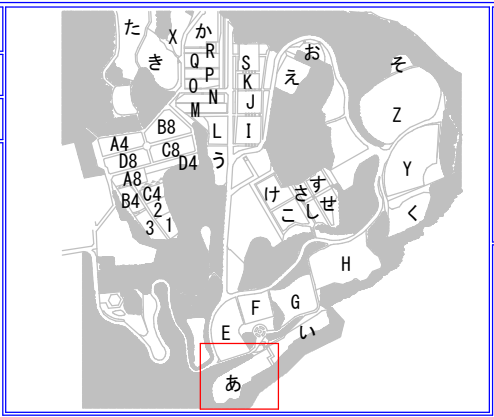 た X か お
き R そ
Q S え
P K
O N J Z
M
B8 L I
A4 C8 う
D8 D4 Y
A8 す
B4 C4 け さ せ
2 こ し く
3 1
H
F G
E い
あ